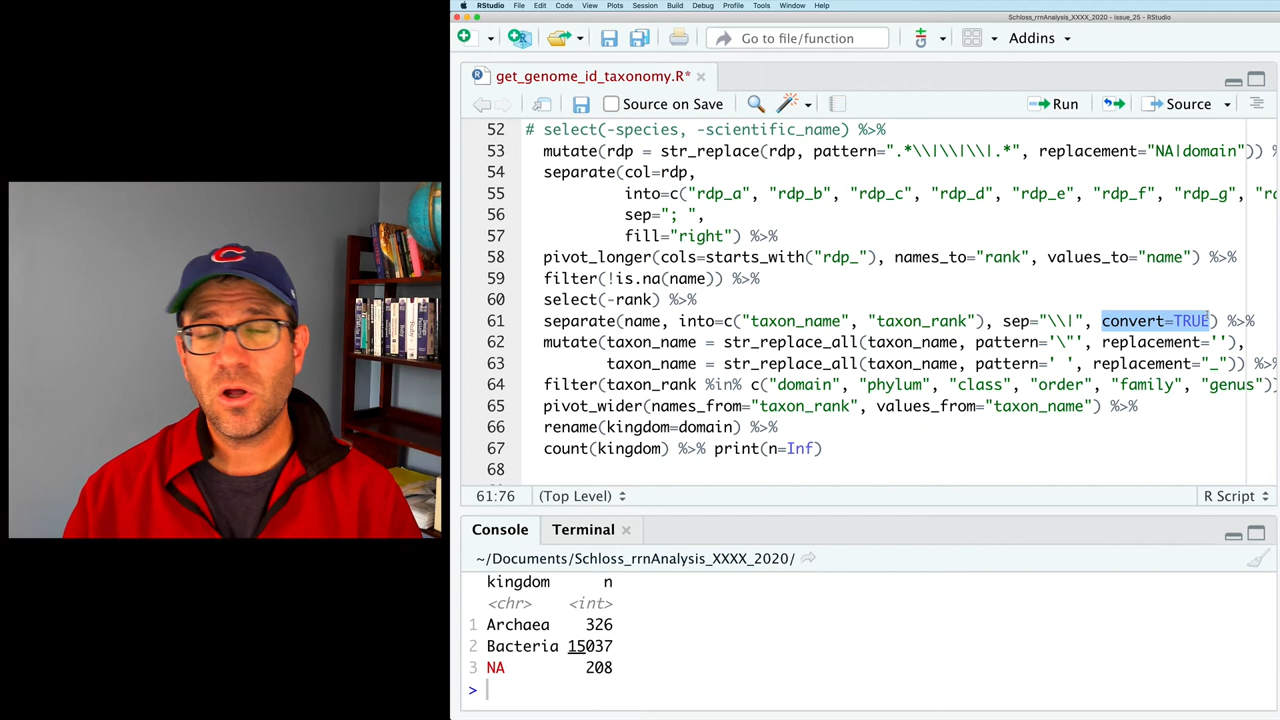 RStudio File Edit Code View Plots Session Build Debug Profile Tools Window Help
Schloss_rrnAnalysis_XXXX_2020 - issue_25 - RStudio
Go to file/function Addins
get_genome_id_taxonomy.R*
Source on Save Run Source
52 # select(-species, -scientific_name) %>%
53 mutate(rdp = str_replace(rdp, pattern=".*\\|\\|\\|.*", replacement="NA|domain")) %
54 separate(col=rdp,
55 into=c("rdp_a", "rdp_b", "rdp_c", "rdp_d", "rdp_e", "rdp_f", "rdp_g", "r
56 sep="; ",
57 fill="right") %>%
58 pivot_longer(cols=starts_with("rdp_"), names_to="rank", values_to="name") %>%
59 filter(!is.na(name)) %>%
60 select(-rank) %>%
61 separate(name, into=c("taxon_name", "taxon_rank"), sep="\\|", convert=TRUE) %>%
62 mutate(taxon_name = str_replace_all(taxon_name, pattern='\"', replacement=''),
63 taxon_name = str_replace_all(taxon_name, pattern=' ', replacement="_")) %>
64 filter(taxon_rank %in% c("domain", "phylum", "class", "order", "family", "genus")
65 pivot_wider(names_from="taxon_rank", values_from="taxon_name") %>%
66 rename(kingdom=domain) %>%
67 count(kingdom) %>% print(n=Inf)
68
61:76 (Top Level) R Script
Console Terminal
~/Documents/Schloss_rrnAnalysis_XXXX_2020/
kingdom n
<chr> <int>
1 Archaea 326
2 Bacteria 15037
3 NA 208
>